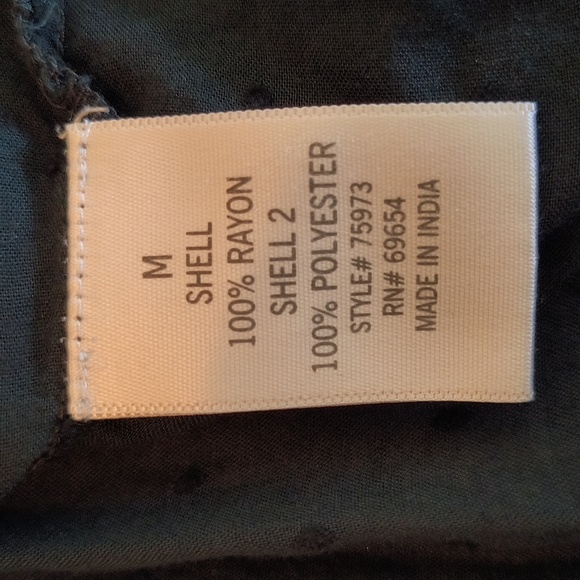 M
SHELL
100% RAYON
SHELL 2
100% POLYESTER
STYLE# 75973
RN# 69654
MADE IN INDIA